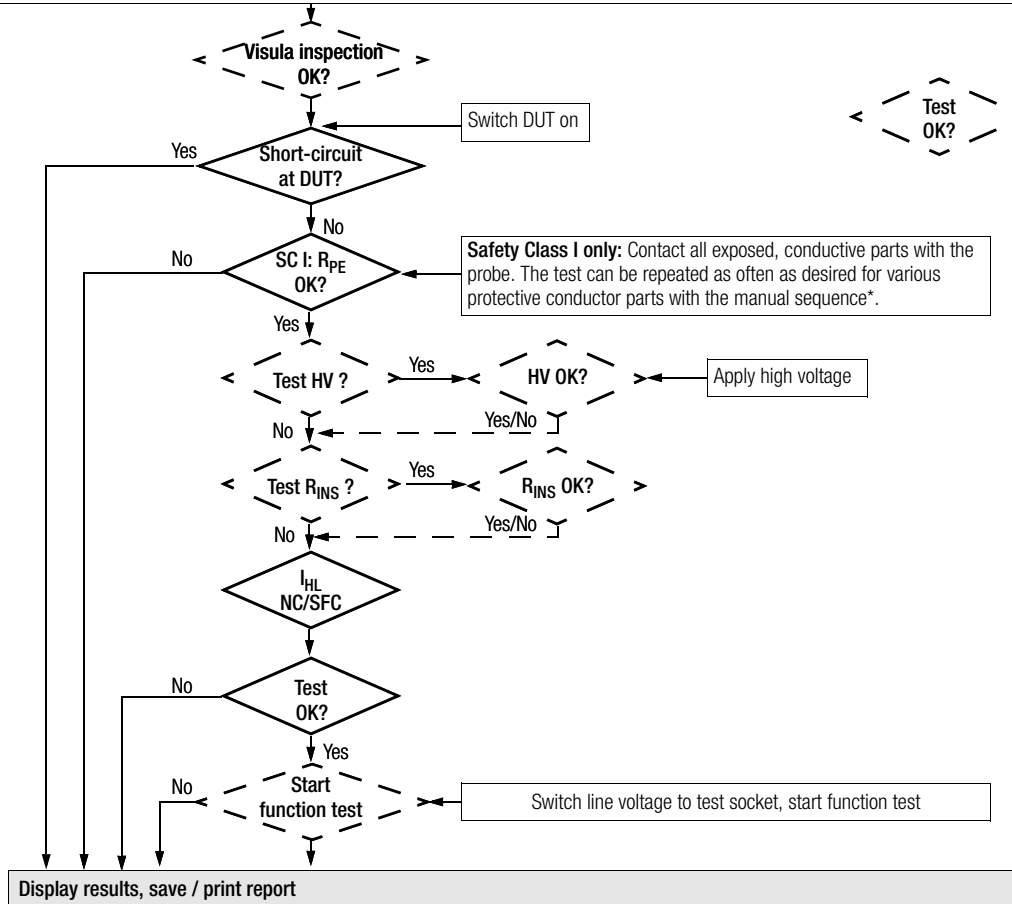 Visula inspection
OK?
Switch DUT on
Test
OK?
Yes
Short-circuit
at DUT?
No
No
SC I: RPE
OK?
Safety Class I only: Contact all exposed, conductive parts with the
probe. The test can be repeated as often as desired for various
protective conductor parts with the manual sequence*.
Yes
Test HV ?
Yes
HV OK?
Apply high voltage
Yes/No
No
Test RINS ?
Yes
RINS OK?
Yes/No
No
IHL
NC/SFC
No
Test
OK?
Yes
No
Start
function test
Switch line voltage to test socket, start function test
Display results, save / print report